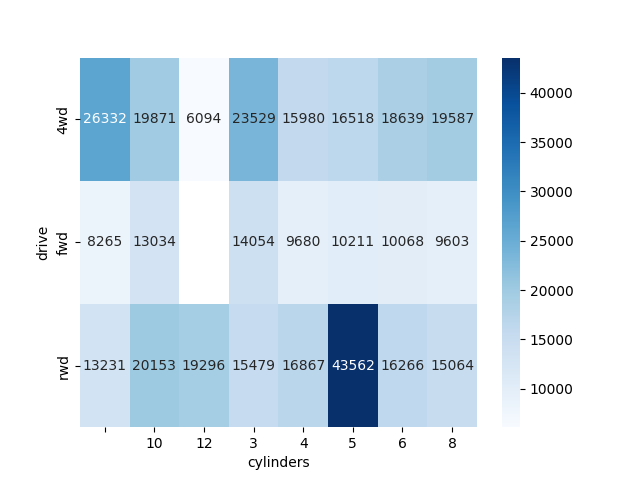 4wd 26332 19871 6094 23529 15980 16518 18639 19587
fwd 8265 13034 14054 9680 10211 10068 9603
rwd 13231 20153 19296 15479 16867 43562 16266 15064
10 12 3 4 5 6 8
cylinders
drive
40000
35000
30000
25000
20000
15000
10000